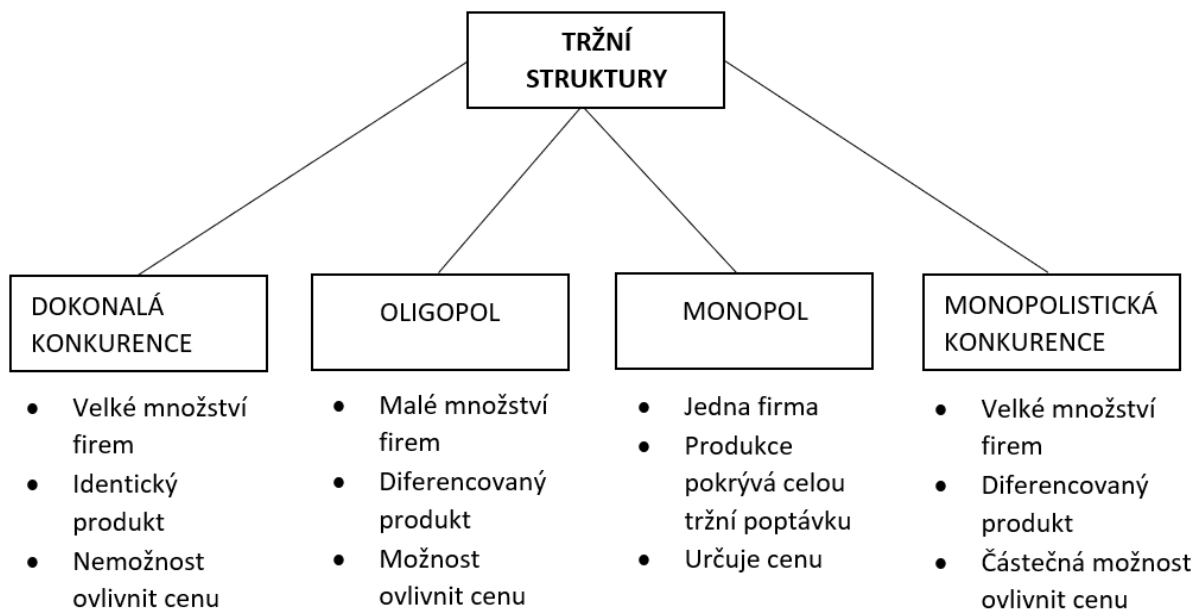 TRŽNÍ
STRUKTURY
DOKONALÁ
KONKURENCE
● Velké množství
firem
● Identický
produkt
● Nemožnost
ovlivnit cenu
OLIGOPOL
● Malé množství
firem
● Diferencovaný
produkt
● Možnost
ovlivnit cenu
MONOPOL
● Jedna firma
● Produkce
pokrývá celou
tržní poptávku
● Určuje cenu
MONOPOLISTICKÁ
KONKURENCE
● Velké množství
firem
● Diferencovaný
produkt
● Částečná možnost
ovlivnit cenu